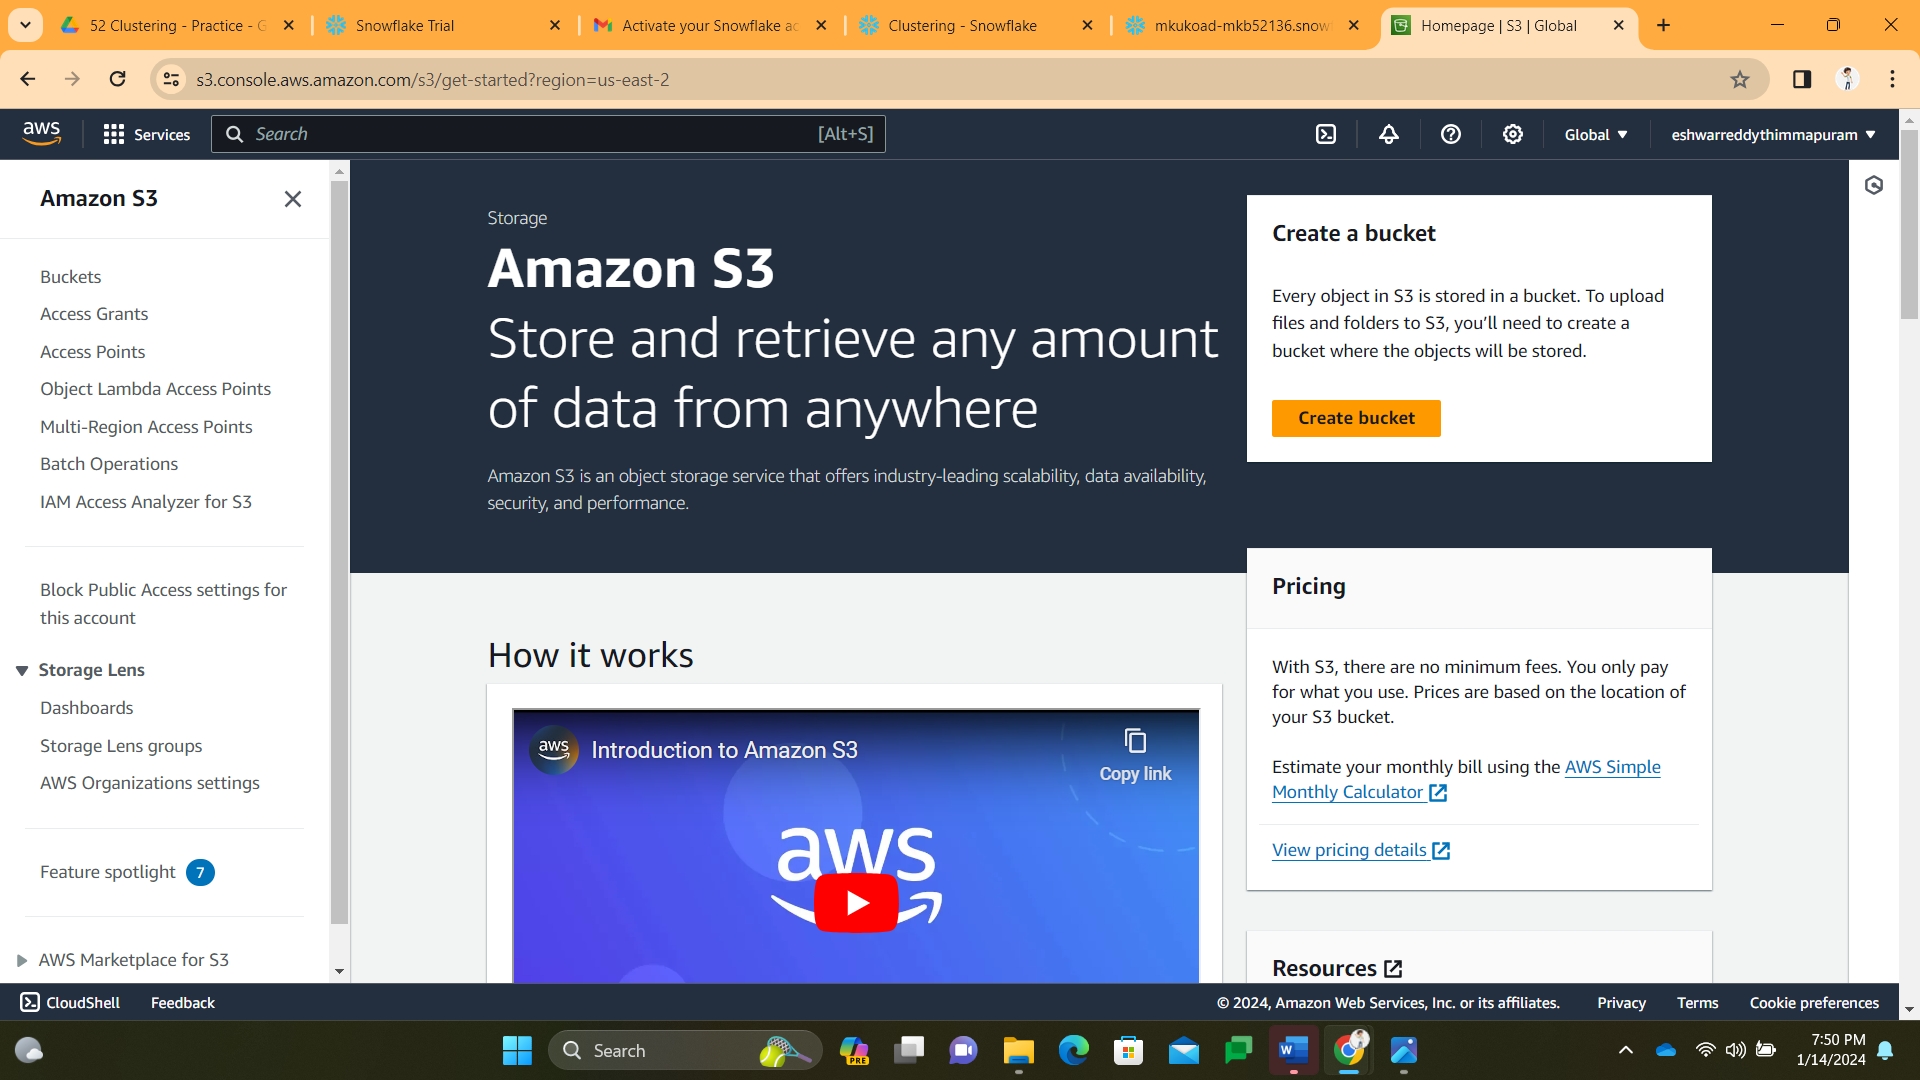 52 Clustering - Practice - G
Snowflake Trial
Activate your Snowflake ac
Clustering - Snowflake
mkukoad-mkb52136.snowf
Homepage | S3 | Global
s3.console.aws.amazon.com/s3/get-started?region=us-east-2
aws
Services
Search
[Alt+S]
Global
eshwarreddythimmapuram
Amazon S3
Buckets
Access Grants
Access Points
Object Lambda Access Points
Multi-Region Access Points
Batch Operations
IAM Access Analyzer for S3
Block Public Access settings for
this account
Storage Lens
Dashboards
Storage Lens groups
AWS Organizations settings
Feature spotlight 7
AWS Marketplace for S3
Storage
Amazon S3
Store and retrieve any amount
of data from anywhere
Amazon S3 is an object storage service that offers industry-leading scalability, data availability,
security, and performance.
Create a bucket
Every object in S3 is stored in a bucket. To upload
files and folders to S3, you’ll need to create a
bucket where the objects will be stored.
Create bucket
How it works
aws
Introduction to Amazon S3
Copy link
aws
Pricing
With S3, there are no minimum fees. You only pay
for what you use. Prices are based on the location of
your S3 bucket.
Estimate your monthly bill using the AWS Simple
Monthly Calculator
View pricing details
Resources
CloudShell
Feedback
© 2024, Amazon Web Services, Inc. or its affiliates.
Privacy
Terms
Cookie preferences
Search
PRE
W
7:50 PM
1/14/2024